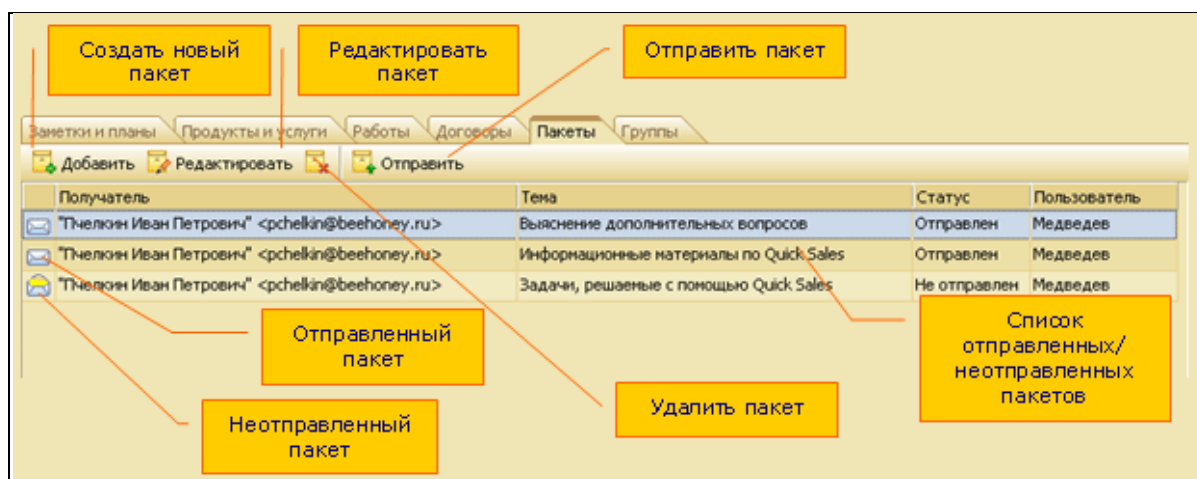 Создать новый
пакет
Редактировать
пакет
Отправить пакет
Заметки и планы Продукты и услуги Работы Договоры Пакеты Группы
Добавить Редактировать Отправить
Получатель Тема Статус Пользователь
"Пчелкин Иван Петрович" <pchelkin@beehoney.ru> Выяснение дополнительных вопросов Отправлен Медведев
"Пчелкин Иван Петрович" <pchelkin@beehoney.ru> Информационные материалы по Quick Sales Отправлен Медведев
"Пчелкин Иван Петрович" <pchelkin@beehoney.ru> Задачи, решаемые с помощью Quick Sales Не отправлен Медведев
Отправленный
пакет
Список
отправленных/
неотправленных
пакетов
Удалить пакет
Неотправленный
пакет